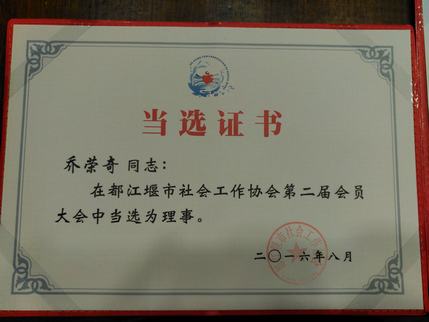 当选证书
乔荣奇 同志：
在都江堰市社会工作协会第二届会员
大会中当选为理事。
二〇一六年八月